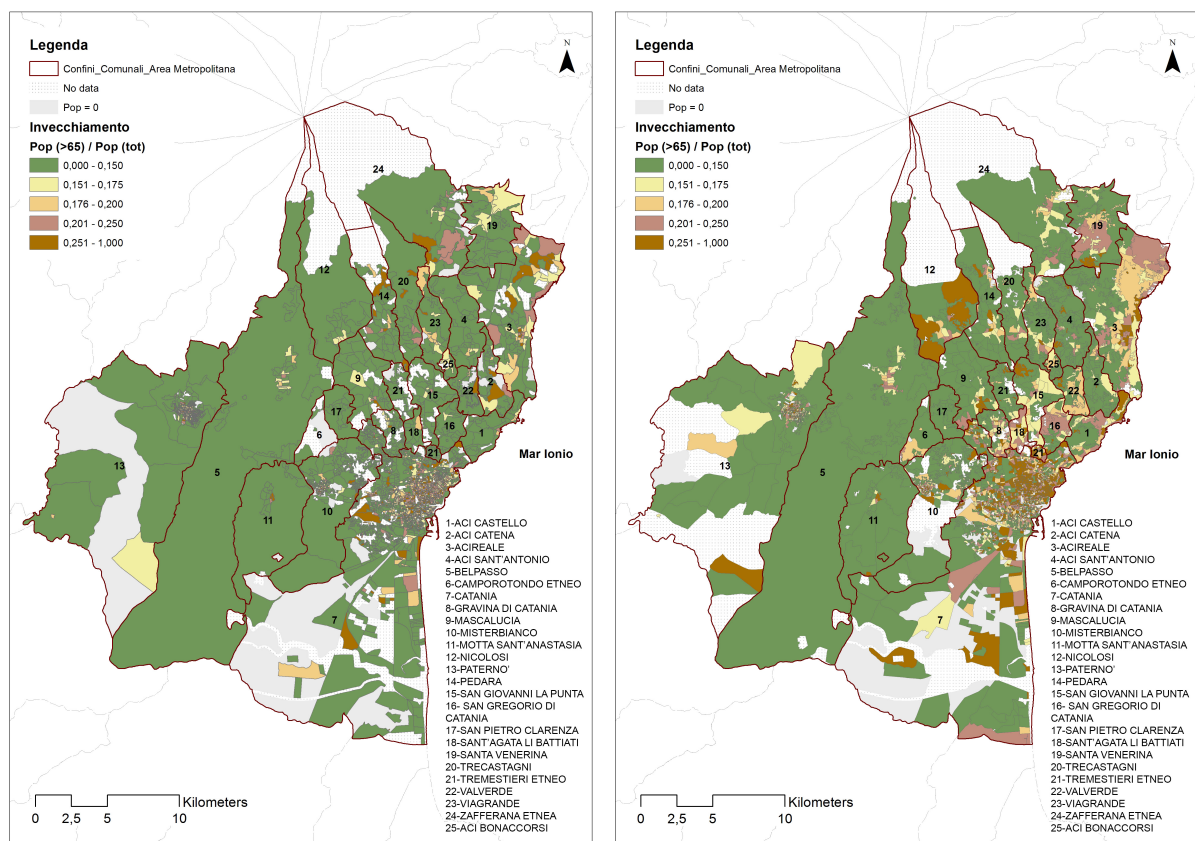 Legenda
Confini_Comunali_Area Metropolitana
No data
Pop = 0
Invecchiamento
Pop (>65) / Pop (tot)
0,000 - 0,150
0,151 - 0,175
0,176 - 0,200
0,201 - 0,250
0,251 - 1,000
N
24
19
12
20
14
3
4
23
25
9
2
21
22
15
17
16
8
18
1
6
21
Mar Ionio
13
5
10
11
7
1-ACI CASTELLO
2-ACI CATENA
3-ACIREALE
4-ACI SANT'ANTONIO
5-BELPASSO
6-CAMPOROTONDO ETNEO
7-CATANIA
8-GRAVINA DI CATANIA
9-MASCALUCIA
10-MISTERBIANCO
11-MOTTA SANT'ANASTASIA
12-NICOLOSI
13-PATERNO'
14-PEDARA
15-SAN GIOVANNI LA PUNTA
16- SAN GREGORIO DI
CATANIA
17-SAN PIETRO CLARENZA
18-SANT'AGATA LI BATTIATI
19-SANTA VENERINA
20-TRECASTAGNI
21-TREMESTIERI ETNEO
22-VALVERDE
23-VIAGRANDE
24-ZAFFERANA ETNEA
25-ACI BONACCORSI
Kilometers
0 2,5 5 10
Legenda
Confini_Comunali_Area Metropolitana
No data
Pop = 0
Invecchiamento
Pop (>65) / Pop (tot)
0,000 - 0,150
0,151 - 0,175
0,176 - 0,200
0,201 - 0,250
0,251 - 1,000
N
24
19
12
20
14
3
4
23
25
9
2
21
22
15
17
16
8
18
1
6
21
Mar Ionio
13
5
10
11
7
1-ACI CASTELLO
2-ACI CATENA
3-ACIREALE
4-ACI SANT'ANTONIO
5-BELPASSO
6-CAMPOROTONDO ETNEO
7-CATANIA
8-GRAVINA DI CATANIA
9-MASCALUCIA
10-MISTERBIANCO
11-MOTTA SANT'ANASTASIA
12-NICOLOSI
13-PATERNO'
14-PEDARA
15-SAN GIOVANNI LA PUNTA
16- SAN GREGORIO DI
CATANIA
17-SAN PIETRO CLARENZA
18-SANT'AGATA LI BATTIATI
19-SANTA VENERINA
20-TRECASTAGNI
21-TREMESTIERI ETNEO
22-VALVERDE
23-VIAGRANDE
24-ZAFFERANA ETNEA
25-ACI BONACCORSI
Kilometers
0 2,5 5 10